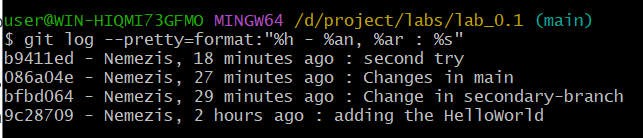 user@WIN-HIQMI73GFMO MINGW64 /d/project/labs/lab_0.1 (main)
$ git log --pretty=format:"%h - %an, %ar : %s"
b9411ed - Nemezis, 18 minutes ago : second try
086a04e - Nemezis, 27 minutes ago : Changes in main
bfbd064 - Nemezis, 29 minutes ago : Change in secondary-branch
9c28709 - Nemezis, 2 hours ago : adding the HelloWorld